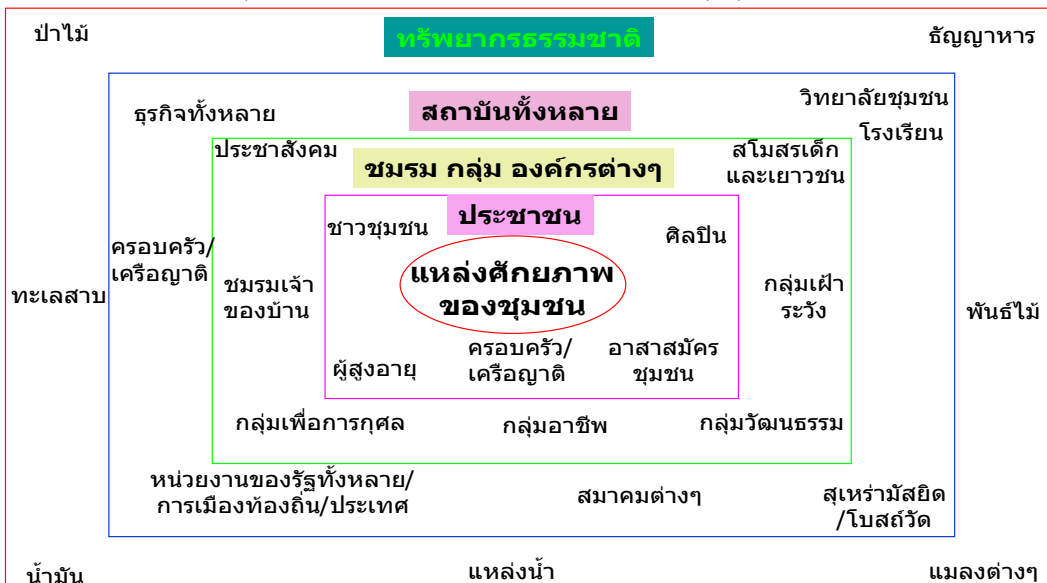 ป่าไม้
ทรัพยากรธรรมชาติ
ธัญญาหาร
ธุรกิจทั้งหลาย
สถาบันทั้งหลาย
วิทยาลัยชุมชน
โรงเรียน
ประชาสังคม
ชมรม กลุ่ม องค์กรต่างๆ
สโมสรเด็ก
และเยาวชน
ประชาชน
ชาวชุมชน
ศิลปิน
ครอบครัว/
เครือญาติ
ทะเลสาบ
ชมรมเจ้า
ของบ้าน
แหล่งศักยภาพ
ของชุมชน
กลุ่มเฝ้า
ระวัง
พันธ์ไม้
ผู้สูงอายุ
ครอบครัว/
เครือญาติ
อาสาสมัคร
ชุมชน
กลุ่มเพื่อการกุศล
กลุ่มอาชีพ
กลุ่มวัฒนธรรม
หน่วยงานของรัฐทั้งหลาย/
การเมืองท้องถิ่น/ประเทศ
สมาคมต่างๆ
สุเหร่ามัสยิด
/โบสถ์วัด
น้ำมัน
แหล่งน้ำ
แมลงต่างๆ